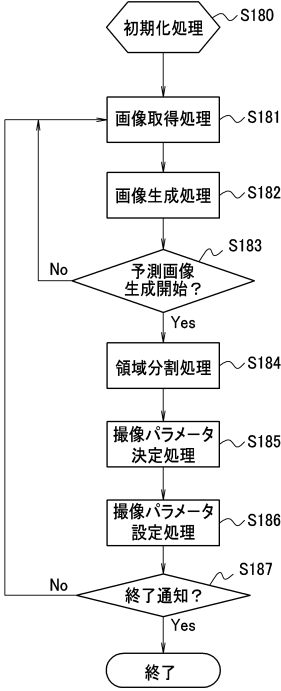 初期化処理
S180
画像取得処理
S181
画像生成処理
S182
予測画像
生成開始？
S183
No
Yes
領域分割処理
S184
撮像パラメータ
決定処理
S185
撮像パラメータ
設定処理
S186
終了通知？
S187
No
Yes
終了